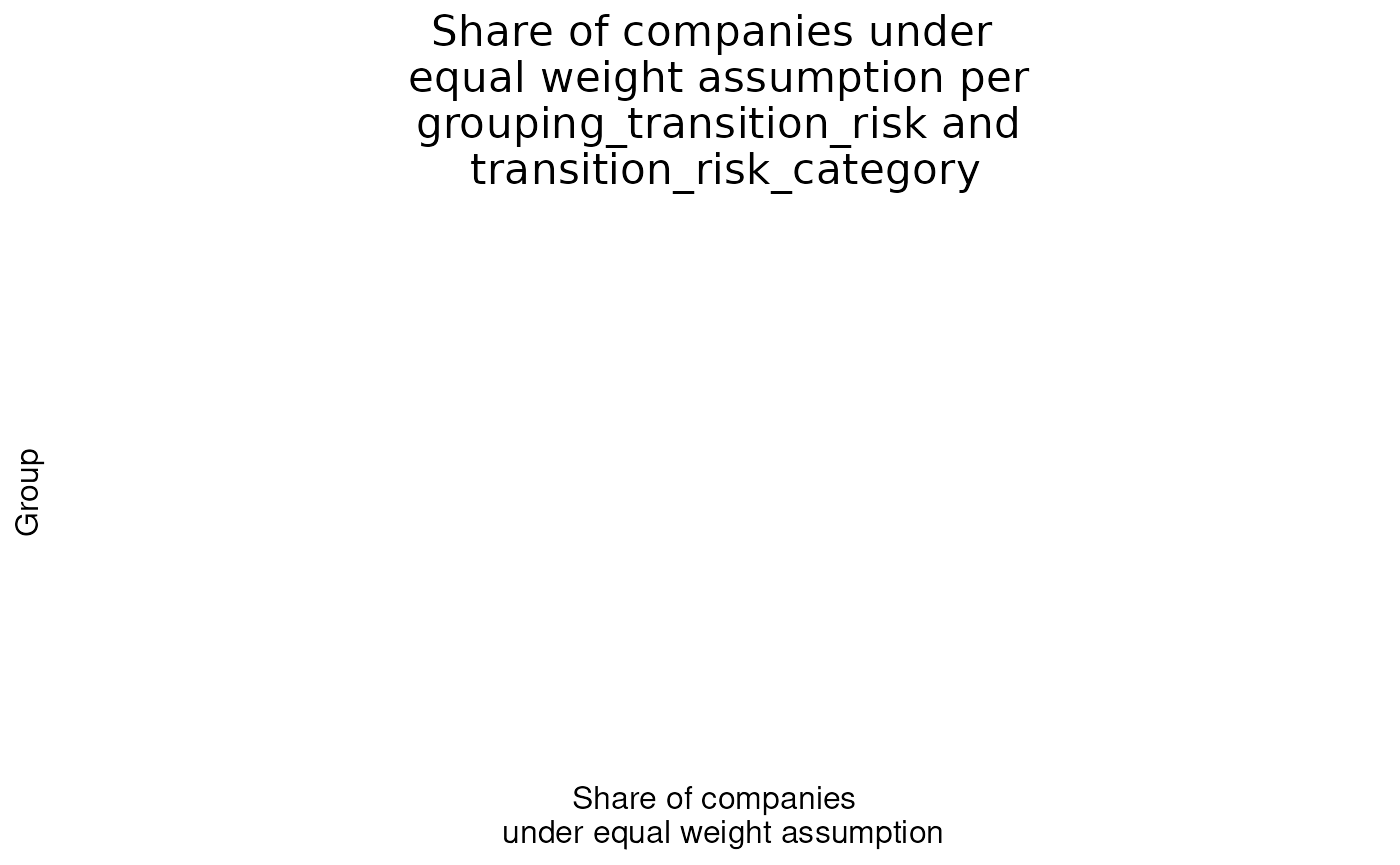 Share of companies under
equal weight assumption per
grouping_transition_risk and
transition_risk_category
Group
Share of companies
under equal weight assumption